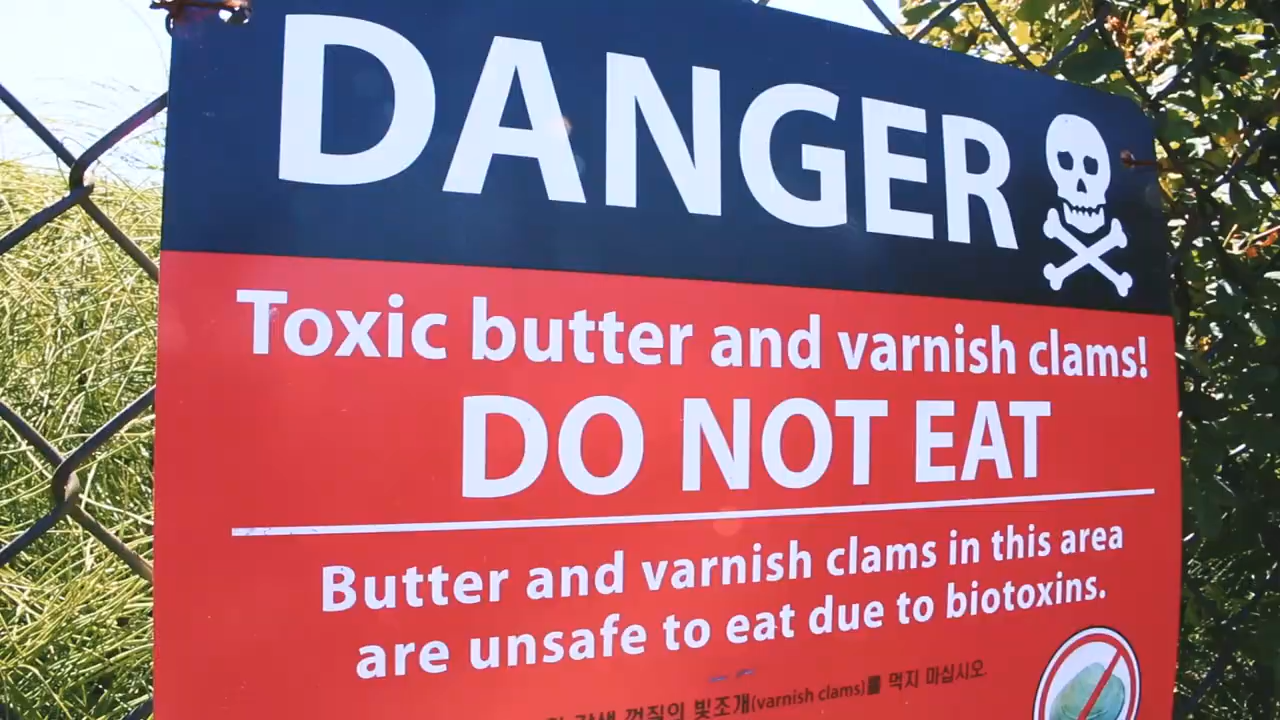 DANGER
Toxic butter and varnish clams!
DO NOT EAT
Butter and varnish clams in this area
are unsafe to eat due to biotoxins.
껍질의 빛조개(varnish clams)를 먹지 마십시오.